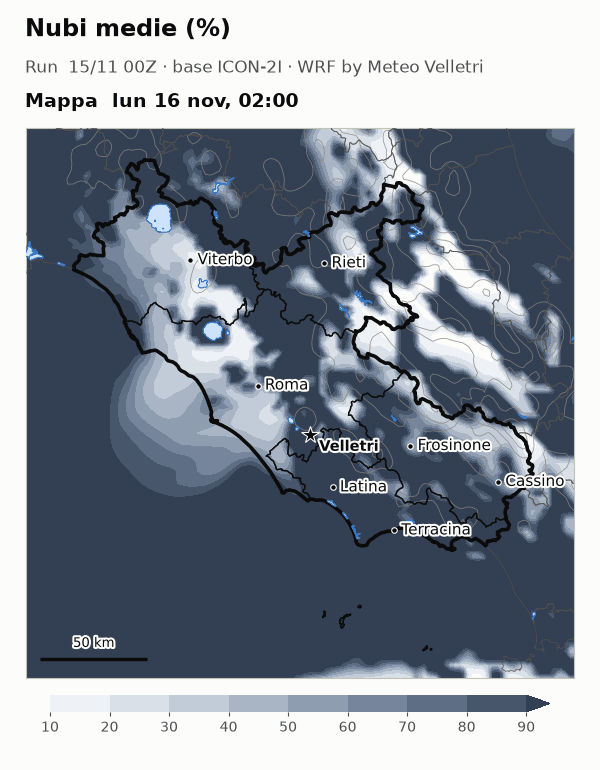 Nubi medie (%)
Run  15/11 00Z · base ICON-2I · WRF by Meteo Velletri
Mappa  lun 16 nov, 02:00
Viterbo
Rieti
Roma
Velletri
Frosinone
Latina
Cassino
Terracina
50 km
10 20 30 40 50 60 70 80 90